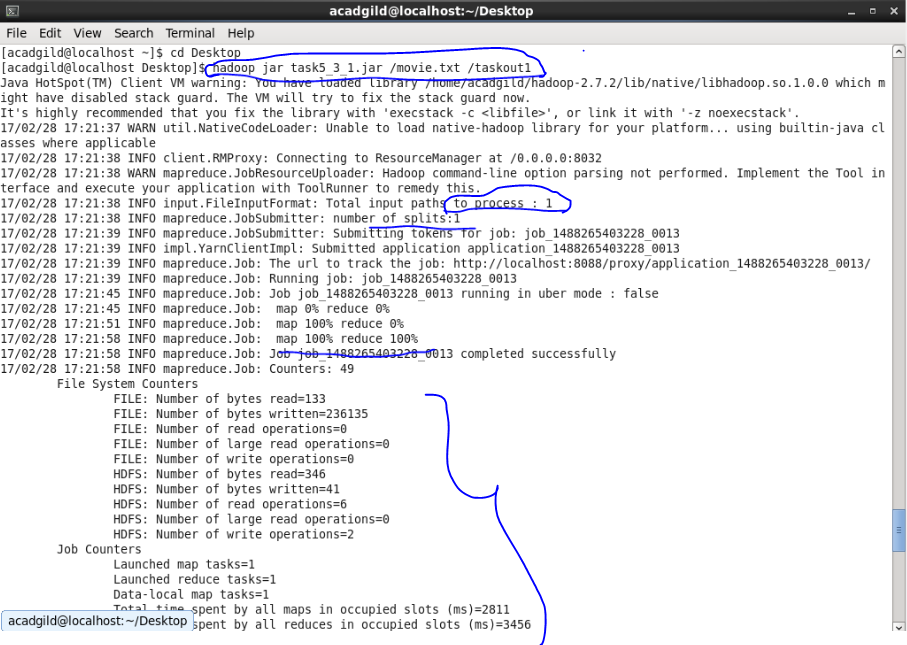 acadgild@localhost:~/Desktop
File Edit View Search Terminal Help
[acadgild@localhost ~]$ cd Desktop
[acadgild@localhost Desktop]$ hadoop jar task5_3_1.jar /movie.txt /taskout1
Java HotSpot(TM) Client VM warning: You have loaded library /home/acadgild/hadoop-2.7.2/lib/native/libhadoop.so.1.0.0 which m
ight have disabled stack guard. The VM will try to fix the stack guard now.
It's highly recommended that you fix the library with 'execstack -c <libfile>', or link it with '-z noexecstack'.
17/02/28 17:21:37 WARN util.NativeCodeLoader: Unable to load native-hadoop library for your platform... using builtin-java cl
asses where applicable
17/02/28 17:21:38 INFO client.RMProxy: Connecting to ResourceManager at /0.0.0.0:8032
17/02/28 17:21:38 WARN mapreduce.JobResourceUploader: Hadoop command-line option parsing not performed. Implement the Tool in
terface and execute your application with ToolRunner to remedy this.
17/02/28 17:21:38 INFO input.FileInputFormat: Total input paths to process : 1
17/02/28 17:21:38 INFO mapreduce.JobSubmitter: number of splits:1
17/02/28 17:21:39 INFO mapreduce.JobSubmitter: Submitting tokens for job: job_1488265403228_0013
17/02/28 17:21:39 INFO impl.YarnClientImpl: Submitted application application_1488265403228_0013
17/02/28 17:21:39 INFO mapreduce.Job: The url to track the job: http://localhost:8088/proxy/application_1488265403228_0013/
17/02/28 17:21:39 INFO mapreduce.Job: Running job: job_1488265403228_0013
17/02/28 17:21:45 INFO mapreduce.Job: Job job_1488265403228_0013 running in uber mode : false
17/02/28 17:21:45 INFO mapreduce.Job:  map 0% reduce 0%
17/02/28 17:21:51 INFO mapreduce.Job:  map 100% reduce 0%
17/02/28 17:21:58 INFO mapreduce.Job:  map 100% reduce 100%
17/02/28 17:21:58 INFO mapreduce.Job: Job job_1488265403228_0013 completed successfully
17/02/28 17:21:58 INFO mapreduce.Job: Counters: 49
File System Counters
FILE: Number of bytes read=133
FILE: Number of bytes written=236135
FILE: Number of read operations=0
FILE: Number of large read operations=0
FILE: Number of write operations=0
HDFS: Number of bytes read=346
HDFS: Number of bytes written=41
HDFS: Number of read operations=6
HDFS: Number of large read operations=0
HDFS: Number of write operations=2
Job Counters
Launched map tasks=1
Launched reduce tasks=1
Data-local map tasks=1
Total time spent by all maps in occupied slots (ms)=2811
spent by all reduces in occupied slots (ms)=3456
acadgild@localhost:~/Desktop